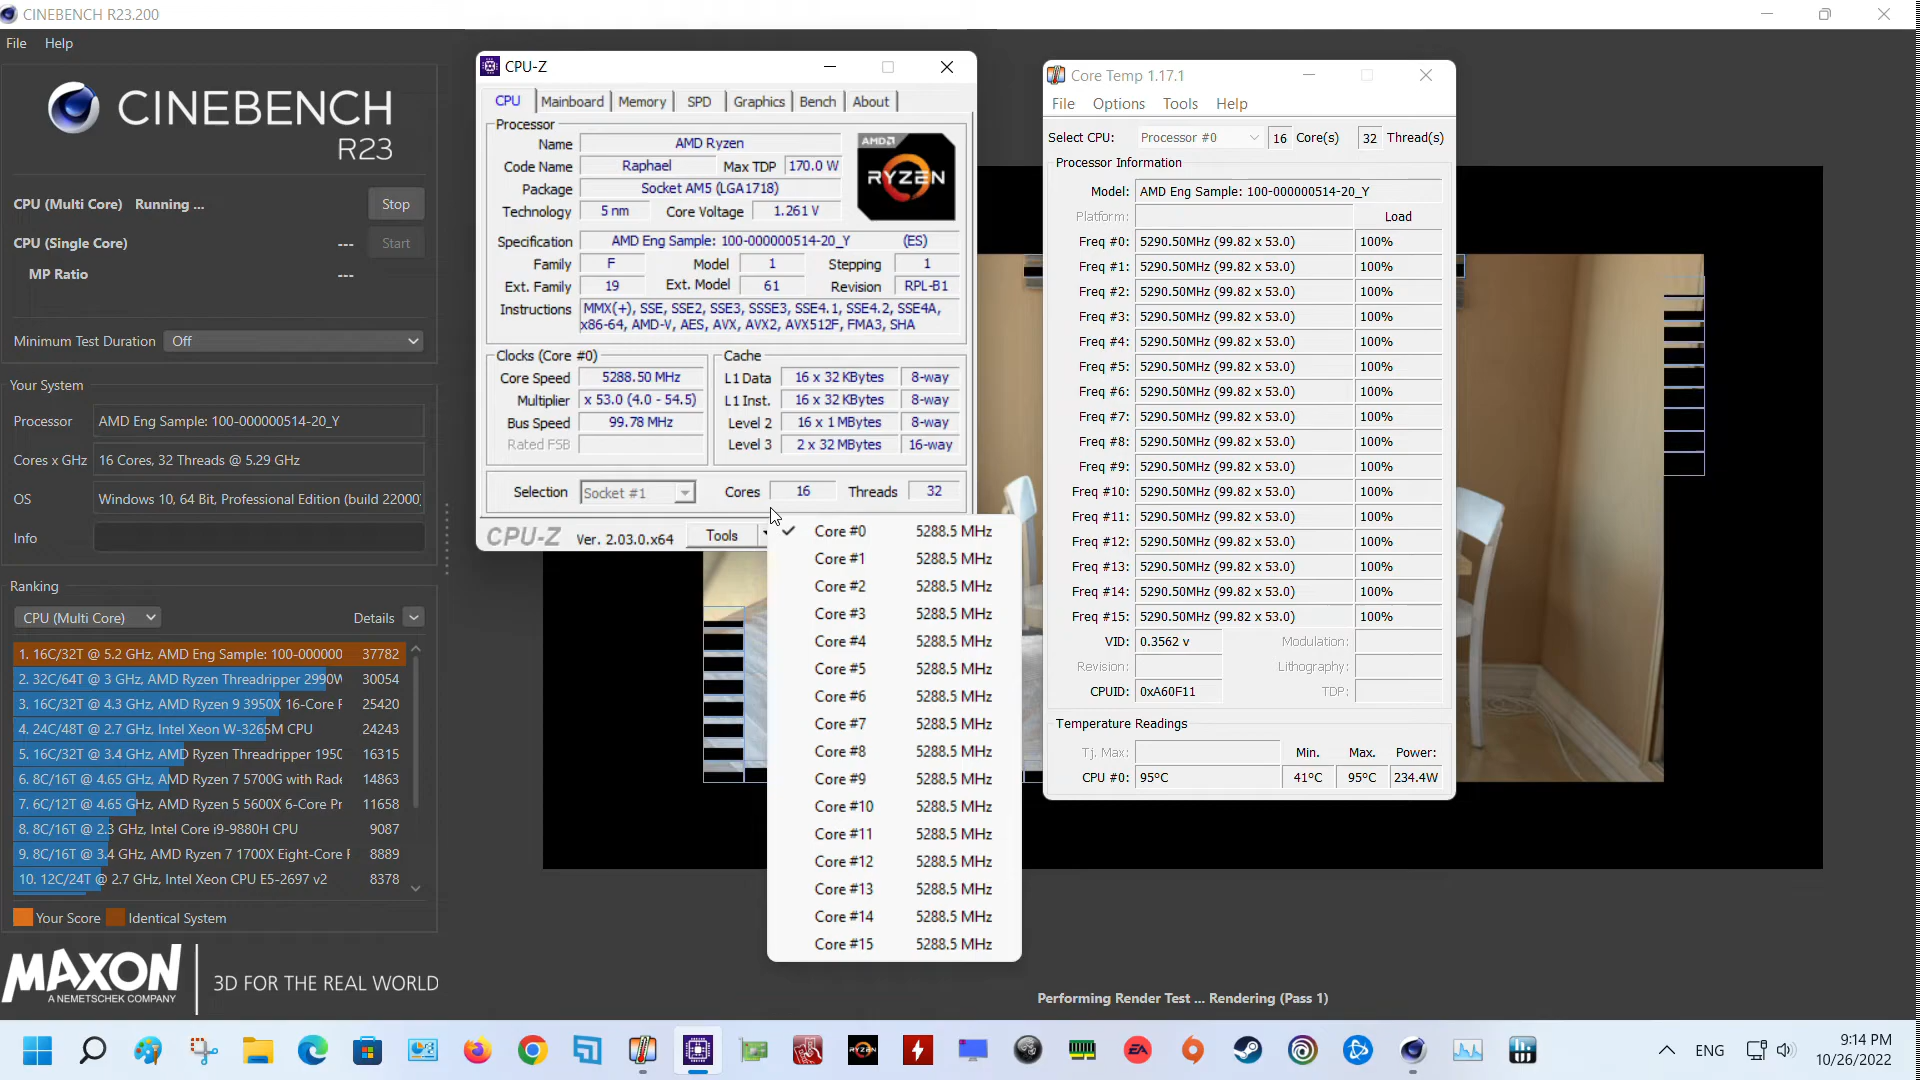 CINEBENCH R23.200
File Help
CINEBENCH
R23
CPU (Multi Core) Running ... Stop
CPU (Single Core) --- Start
MP Ratio ---
Minimum Test Duration Off
Your System
Processor AMD Eng Sample: 100-000000514-20_Y
Cores x GHz 16 Cores, 32 Threads @ 5.29 GHz
OS Windows 10, 64 Bit, Professional Edition (build 22000)
Info
Ranking
CPU (Multi Core) Details
1. 16C/32T @ 5.2 GHz, AMD Eng Sample: 100-000000 37782
2. 32C/64T @ 3 GHz, AMD Ryzen Threadripper 2990W 30054
3. 16C/32T @ 4.3 GHz, AMD Ryzen 9 3950X 16-Core F 25420
4. 24C/48T @ 2.7 GHz, Intel Xeon W-3265M CPU 24243
5. 16C/32T @ 3.4 GHz, AMD Ryzen Threadripper 1950 16315
6. 8C/16T @ 4.65 GHz, AMD Ryzen 7 5700G with Rade 14863
7. 6C/12T @ 4.65 GHz, AMD Ryzen 5 5600X 6-Core Pr 11658
8. 8C/16T @ 2.3 GHz, Intel Core i9-9880H CPU 9087
9. 8C/16T @ 3.4 GHz, AMD Ryzen 7 1700X Eight-Core F 8889
10. 12C/24T @ 2.7 GHz, Intel Xeon CPU E5-2697 v2 8378
Your Score Identical System
MAXON
A NEMETSCHEK COMPANY
3D FOR THE REAL WORLD
CPU-Z
CPU Mainboard Memory SPD Graphics Bench About
Processor
Name AMD Ryzen
Code Name Raphael Max TDP 170.0 W
Package Socket AM5 (LGA1718)
Technology 5 nm Core Voltage 1.261 V
AMD
RYZEN
Specification AMD Eng Sample: 100-000000514-20_Y (ES)
Family F Model 1 Stepping 1
Ext. Family 19 Ext. Model 61 Revision RPL-B1
Instructions MMX(+), SSE, SSE2, SSE3, SSSE3, SSE4.1, SSE4.2, SSE4A,
x86-64, AMD-V, AES, AVX, AVX2, AVX512F, FMA3, SHA
Clocks (Core #0)
Core Speed 5288.50 MHz
Multiplier x 53.0 (4.0 - 54.5)
Bus Speed 99.78 MHz
Rated FSB
Cache
L1 Data 16 x 32 KBytes 8-way
L1 Inst. 16 x 32 KBytes 8-way
Level 2 16 x 1 MBytes 8-way
Level 3 2 x 32 MBytes 16-way
Selection Socket #1 Cores 16 Threads 32
CPU-Z Ver. 2.03.0.x64 Tools
Core #0 5288.5 MHz
Core #1 5288.5 MHz
Core #2 5288.5 MHz
Core #3 5288.5 MHz
Core #4 5288.5 MHz
Core #5 5288.5 MHz
Core #6 5288.5 MHz
Core #7 5288.5 MHz
Core #8 5288.5 MHz
Core #9 5288.5 MHz
Core #10 5288.5 MHz
Core #11 5288.5 MHz
Core #12 5288.5 MHz
Core #13 5288.5 MHz
Core #14 5288.5 MHz
Core #15 5288.5 MHz
Core Temp 1.17.1
File Options Tools Help
Select CPU: Processor #0 16 Core(s) 32 Thread(s)
Processor Information
Model: AMD Eng Sample: 100-000000514-20_Y
Platform: Load
Freq #0: 5290.50MHz (99.82 x 53.0) 100%
Freq #1: 5290.50MHz (99.82 x 53.0) 100%
Freq #2: 5290.50MHz (99.82 x 53.0) 100%
Freq #3: 5290.50MHz (99.82 x 53.0) 100%
Freq #4: 5290.50MHz (99.82 x 53.0) 100%
Freq #5: 5290.50MHz (99.82 x 53.0) 100%
Freq #6: 5290.50MHz (99.82 x 53.0) 100%
Freq #7: 5290.50MHz (99.82 x 53.0) 100%
Freq #8: 5290.50MHz (99.82 x 53.0) 100%
Freq #9: 5290.50MHz (99.82 x 53.0) 100%
Freq #10: 5290.50MHz (99.82 x 53.0) 100%
Freq #11: 5290.50MHz (99.82 x 53.0) 100%
Freq #12: 5290.50MHz (99.82 x 53.0) 100%
Freq #13: 5290.50MHz (99.82 x 53.0) 100%
Freq #14: 5290.50MHz (99.82 x 53.0) 100%
Freq #15: 5290.50MHz (99.82 x 53.0) 100%
VID: 0.3562 v Modulation:
Revision: Lithography:
CPUID: 0xA60F11 TDP:
Temperature Readings
Tj. Max: Min. Max. Power:
CPU #0: 95°C 41°C 95°C 234.4W
Performing Render Test ... Rendering (Pass 1)
RYZEN
EA
ENG
9:14 PM
10/26/2022